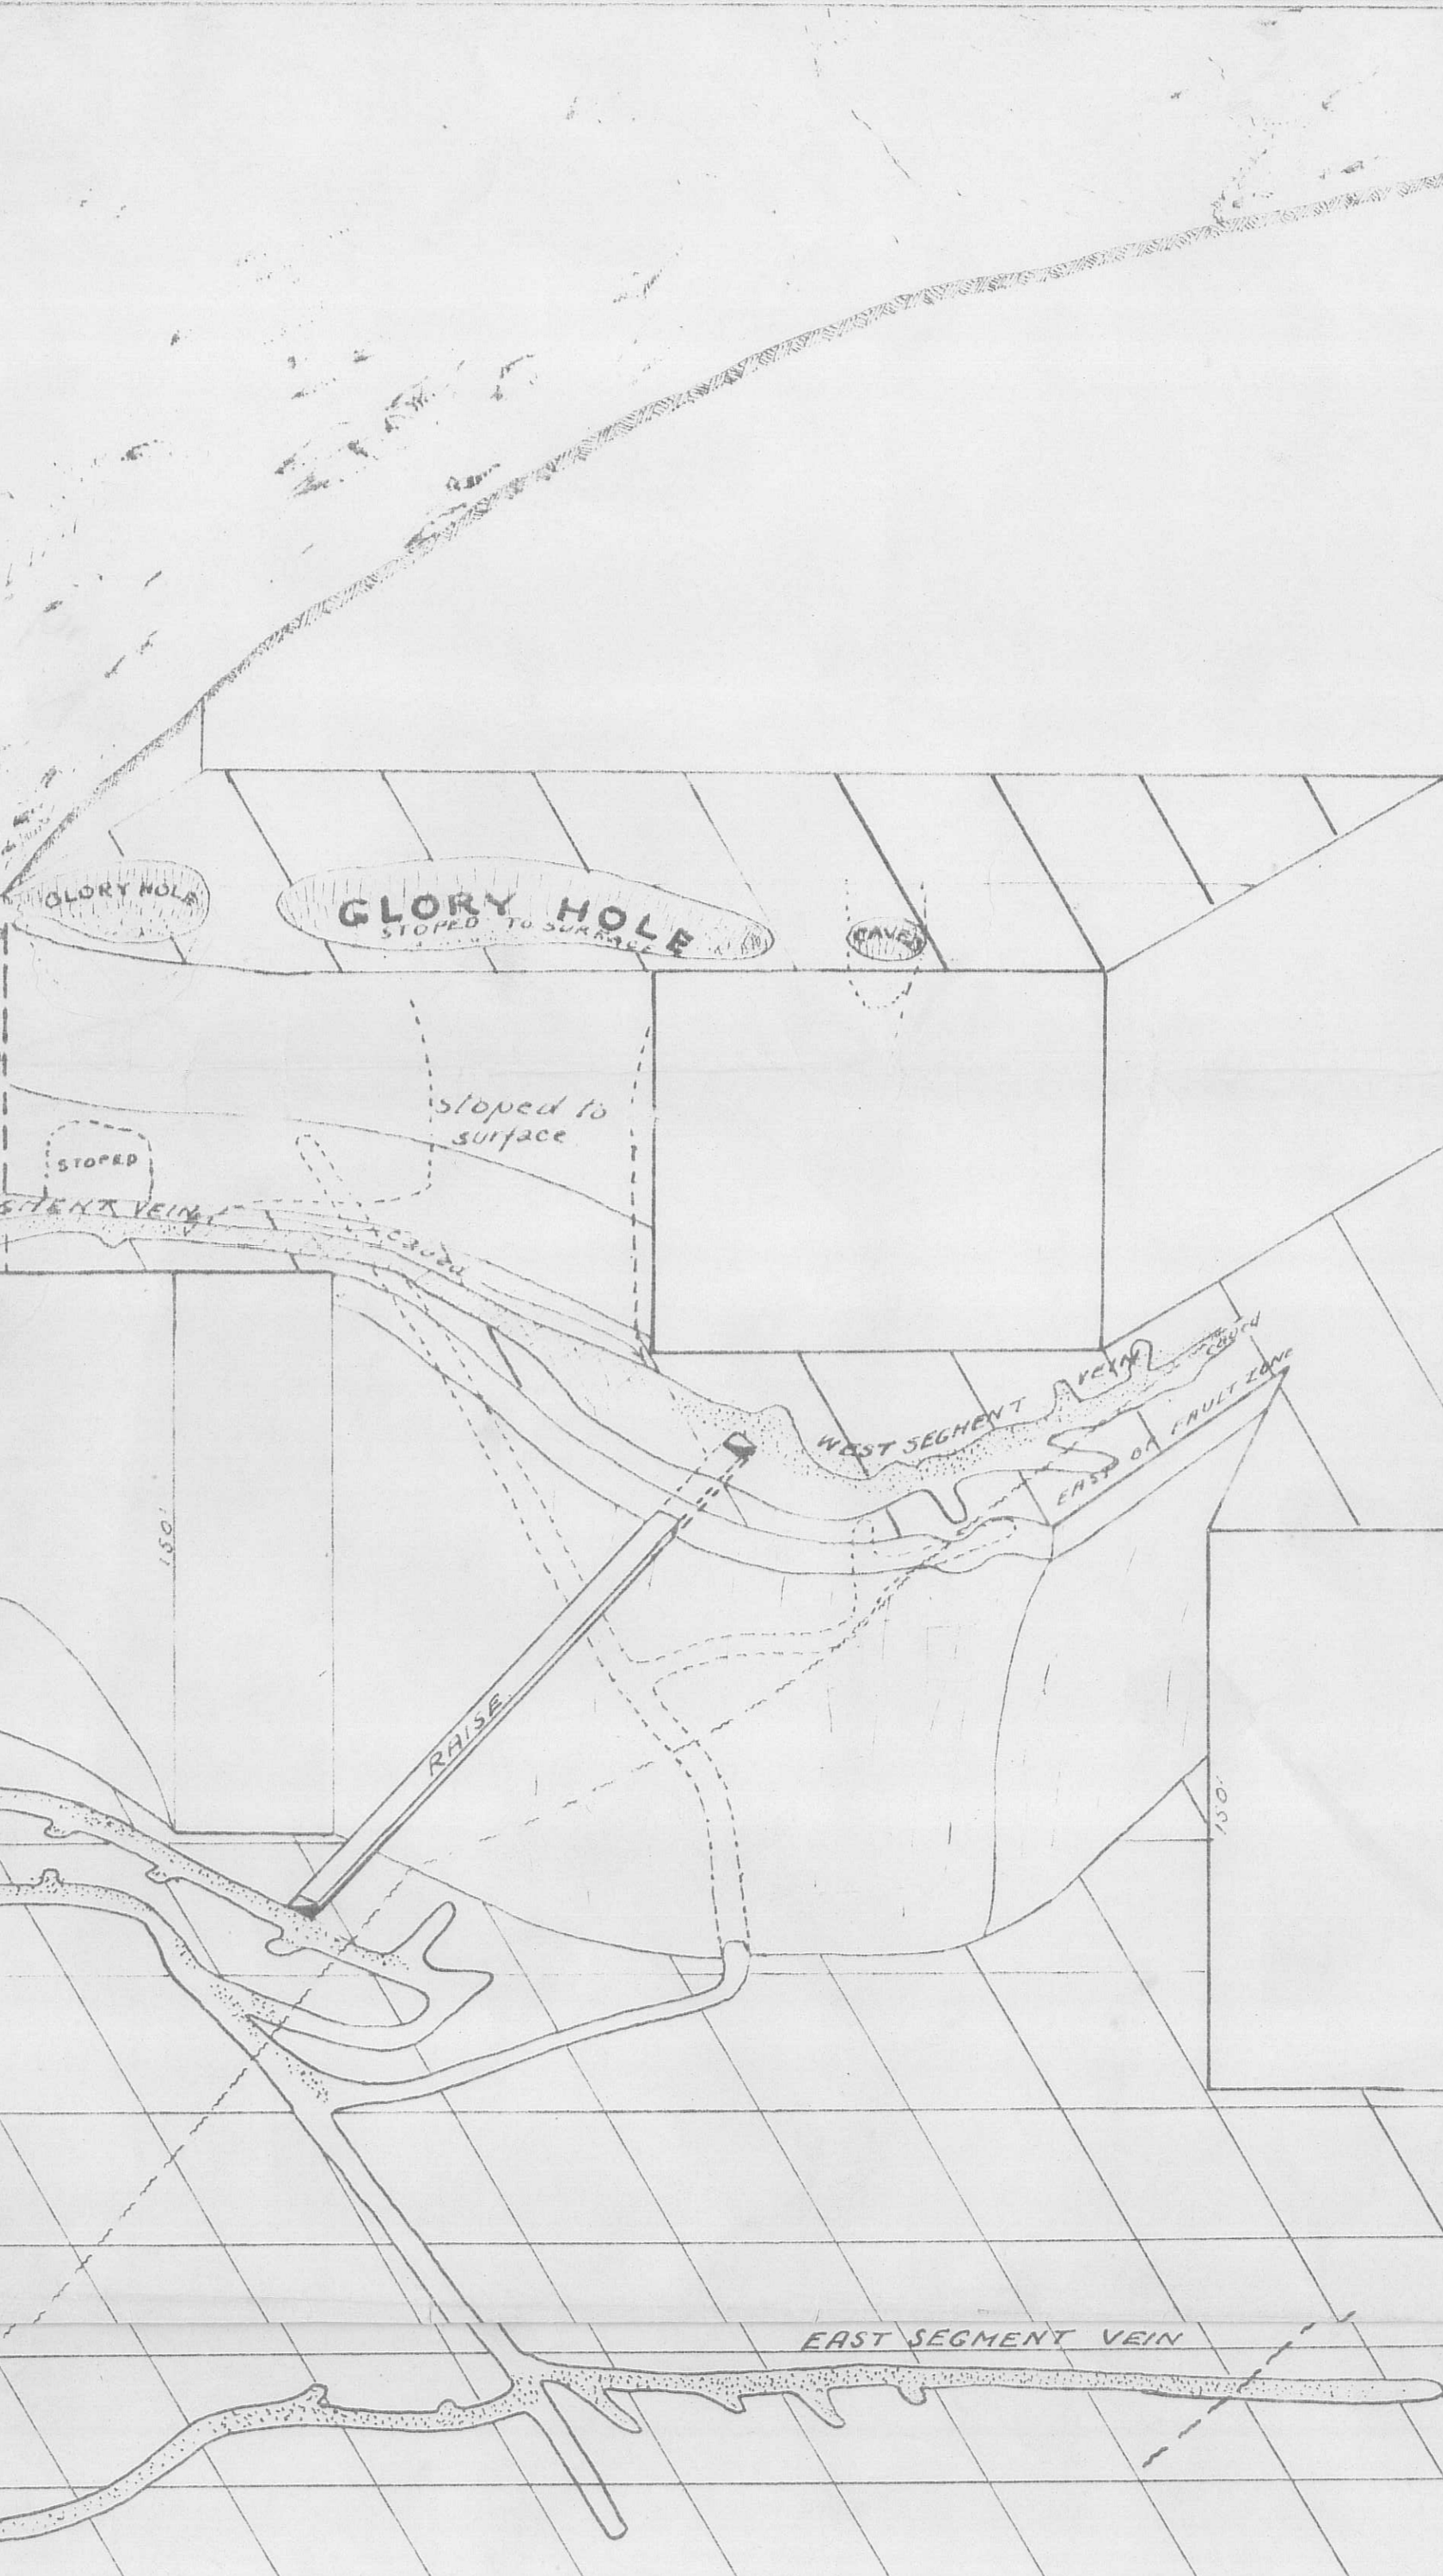 GLORY HOLE
GLORY HOLE
STOPED TO SURFACE
CAVED
stoped to
surface
STOPED
VEIN
caved
WEST SEGMENT VEIN
caved
EAST OF FAULT ZONE
150'
RAISE
150'
EAST SEGMENT VEIN